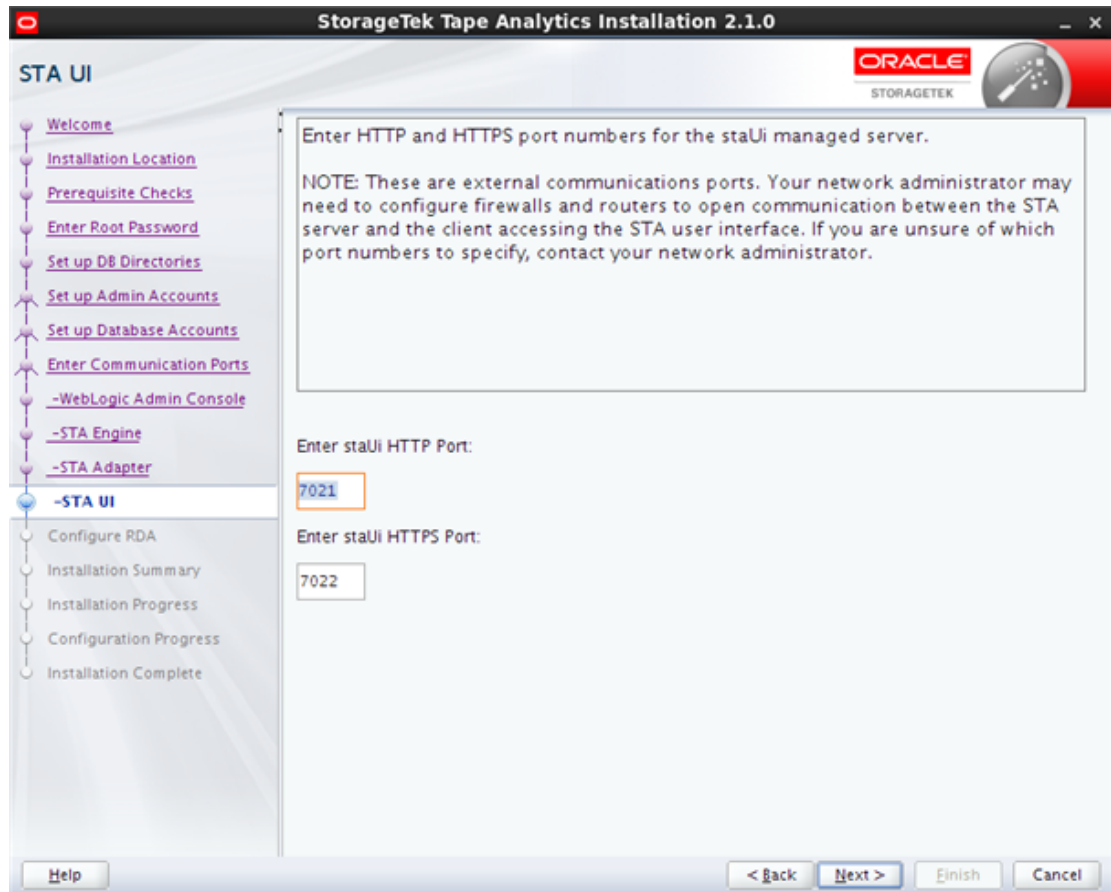 StorageTek Tape Analytics Installation 2.1.0
STA UI
ORACLE
STORAGETEK
Welcome
Installation Location
Prerequisite Checks
Enter Root Password
Set up DB Directories
Set up Admin Accounts
Set up Database Accounts
Enter Communication Ports
-WebLogic Admin Console
-STA Engine
-STA Adapter
-STA UI
Configure RDA
Installation Summary
Installation Progress
Configuration Progress
Installation Complete
Enter HTTP and HTTPS port numbers for the staUi managed server.
NOTE: These are external communications ports. Your network administrator may
need to configure firewalls and routers to open communication between the STA
server and the client accessing the STA user interface. If you are unsure of which
port numbers to specify, contact your network administrator.
Enter staUi HTTP Port:
7021
Enter staUi HTTPS Port:
7022
Help
< Back
Next >
Finish
Cancel